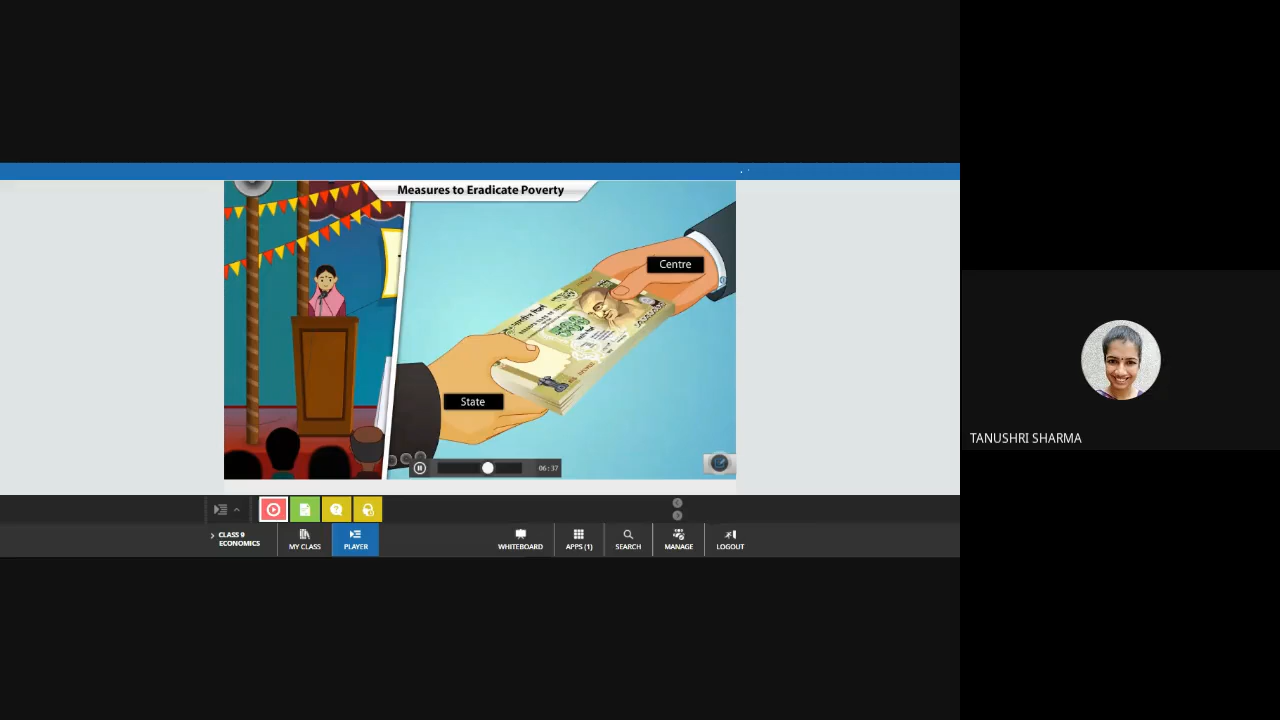 Measures to Eradicate Poverty
Centre
State
06:37
TANUSHRI SHARMA
CLASS 9
ECONOMICS
MY CLASS
PLAYER
WHITEBOARD
APPS (1)
SEARCH
MANAGE
LOGOUT